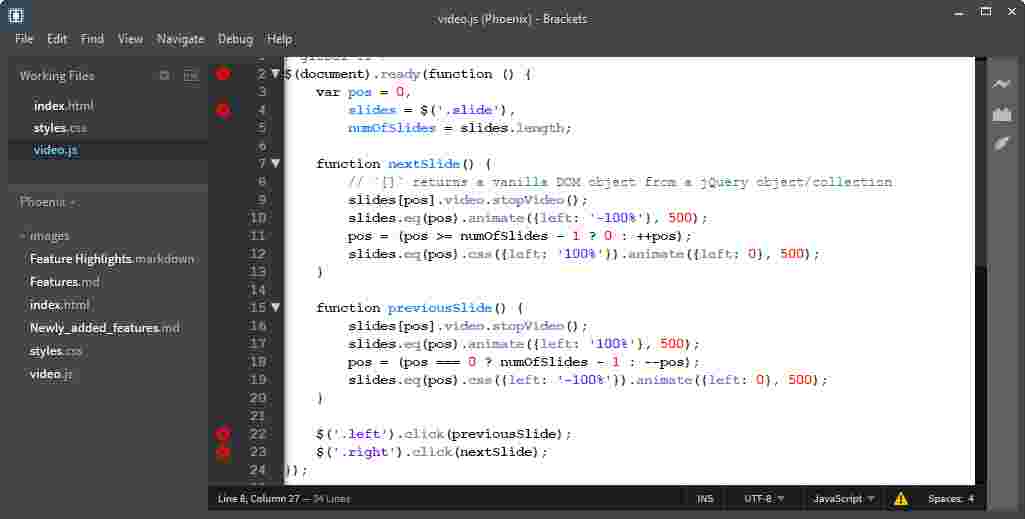 video.js (Phoenix) - Brackets
File Edit Find View Navigate Debug Help
Working Files
index.html
styles.css
video.js
Phoenix
images
Feature Highlights.markdown
Features.md
index.html
Newly_added_features.md
styles.css
video.js
2 $(document).ready(function () {
3 var pos = 0,
4 slides = $('.slide'),
5 numOfSlides = slides.length;
6
7 function nextSlide() {
8 // `[]` returns a vanilla DOM object from a jQuery object/collection
9 slides[pos].video.stopVideo();
10 slides.eq(pos).animate({left: '-100%'}, 500);
11 pos = (pos >= numOfSlides - 1 ? 0 : ++pos);
12 slides.eq(pos).css({left: '100%'}).animate({left: 0}, 500);
13 }
14
15 function previousSlide() {
16 slides[pos].video.stopVideo();
17 slides.eq(pos).animate({left: '100%'}, 500);
18 pos = (pos === 0 ? numOfSlides - 1 : --pos);
19 slides.eq(pos).css({left: '-100%'}).animate({left: 0}, 500);
20 }
21
22 $('.left').click(previousSlide);
23 $('.right').click(nextSlide);
24 });
Line 8, Column 27 — 34 Lines INS UTF-8 JavaScript Spaces: 4